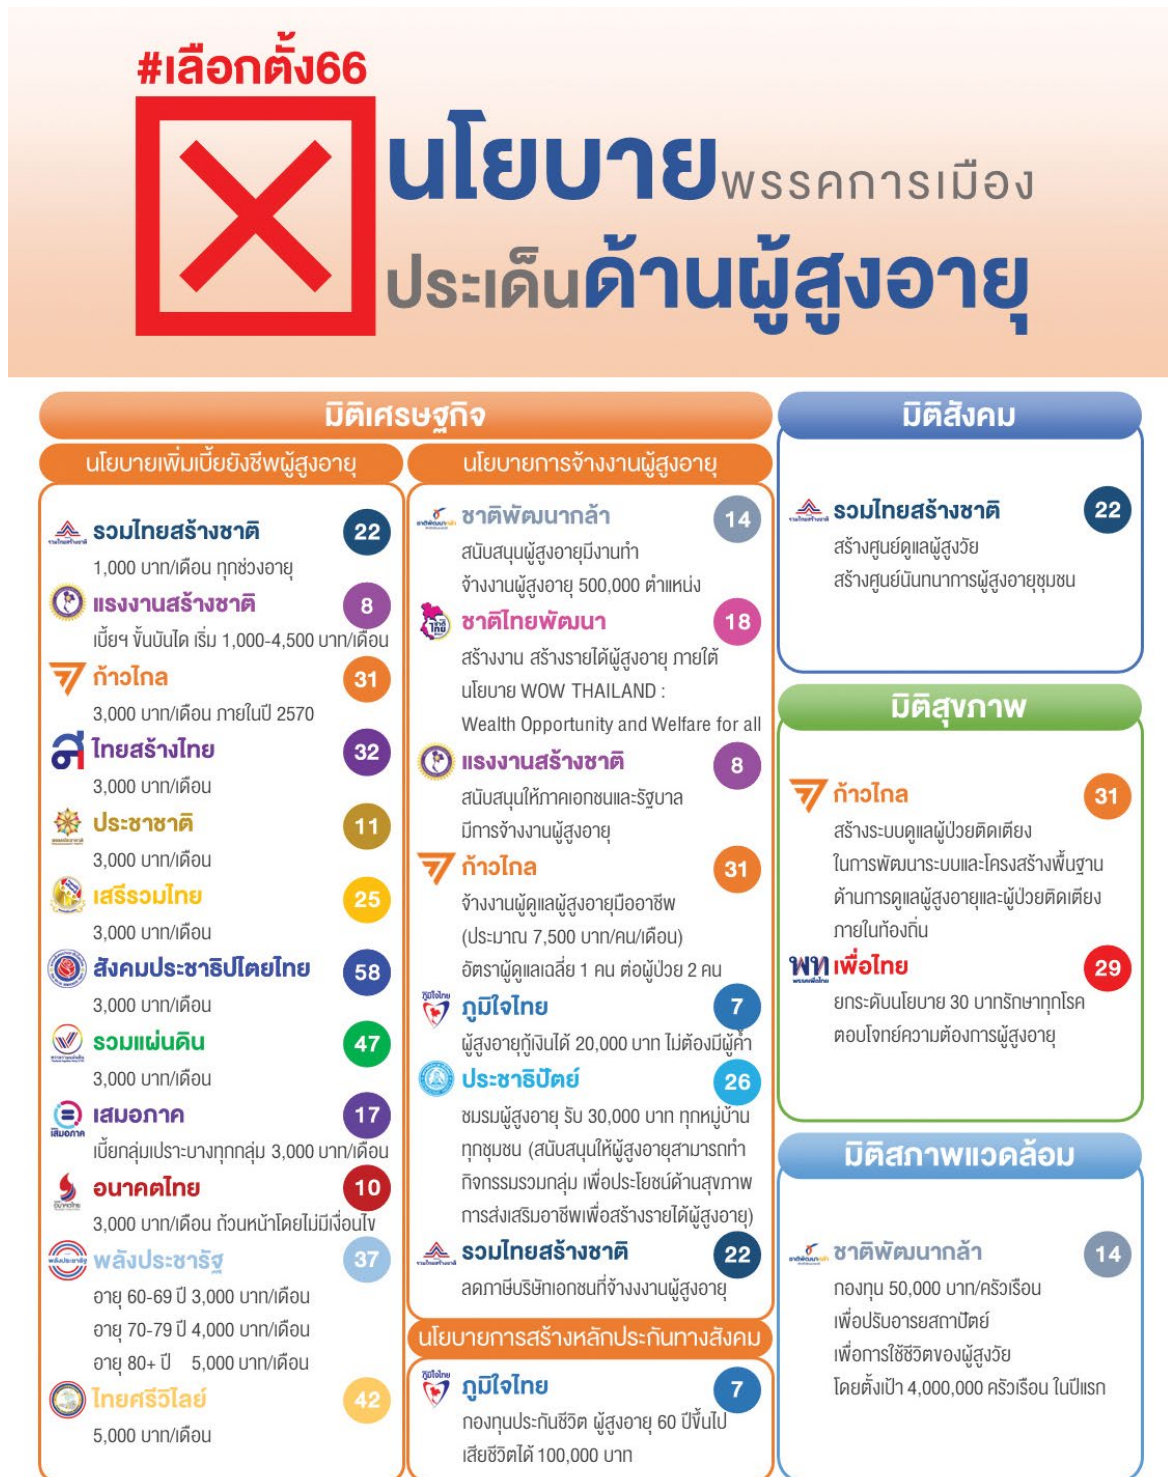 #เลือกตั้ง66
นโยบายพรรคการเมือง
ประเด็นด้านผู้สูงอายุ
มิติเศรษฐกิจ
นโยบายเพิ่มเบี้ยยังชีพผู้สูงอายุ
รวมไทยสร้างชาติ 22
1,000 บาท/เดือน ทุกช่วงอายุ
แรงงานสร้างชาติ 8
เบี้ยฯ ขั้นบันได เริ่ม 1,000-4,500 บาท/เดือน
ก้าวไกล 31
3,000 บาท/เดือน ภายในปี 2570
ไทยสร้างไทย 32
3,000 บาท/เดือน
ประชาชาติ 11
3,000 บาท/เดือน
เสรีรวมไทย 25
3,000 บาท/เดือน
สังคมประชาธิปไตยไทย 58
3,000 บาท/เดือน
รวมแผ่นดิน 47
3,000 บาท/เดือน
เสมอภาค 17
เสมอภาค
เบี้ยกลุ่มเปราะบางทุกกลุ่ม 3,000 บาท/เดือน
อนาคตไทย 10
3,000 บาท/เดือน ถ้วนหน้าโดยไม่มีเงื่อนไข
พลังประชารัฐ 37
พลังประชารัฐ
อายุ 60-69 ปี 3,000 บาท/เดือน
อายุ 70-79 ปี 4,000 บาท/เดือน
อายุ 80+ ปี 5,000 บาท/เดือน
ไทยศรีวิไลย์ 42
5,000 บาท/เดือน
นโยบายการจ้างงานผู้สูงอายุ
ชาติพัฒนากล้า 14
สนับสนุนผู้สูงอายุมีงานทำ
จ้างงานผู้สูงอายุ 500,000 ตำแหน่ง
ชาติไทยพัฒนา 18
สร้างงาน สร้างรายได้ผู้สูงอายุ ภายใต้
นโยบาย WOW THAILAND :
Wealth Opportunity and Welfare for all
แรงงานสร้างชาติ 8
สนับสนุนให้ภาคเอกชนและรัฐบาล
มีการจ้างงานผู้สูงอายุ
ก้าวไกล 31
จ้างงานผู้ดูแลผู้สูงอายุมืออาชีพ
(ประมาณ 7,500 บาท/คน/เดือน)
อัตราผู้ดูแลเฉลี่ย 1 คน ต่อผู้ป่วย 2 คน
ภูมิใจไทย
ภูมิใจไทย 7
ผู้สูงอายุกู้เงินได้ 20,000 บาท ไม่ต้องมีผู้ค้ำ
ประชาธิปัตย์ 26
ชมรมผู้สูงอายุ รับ 30,000 บาท ทุกหมู่บ้าน
ทุกชุมชน (สนับสนุนให้ผู้สูงอายุสามารถทำ
กิจกรรมรวมกลุ่ม เพื่อประโยชน์ด้านสุขภาพ
การส่งเสริมอาชีพเพื่อสร้างรายได้ผู้สูงอายุ)
รวมไทยสร้างชาติ 22
ลดภาษีบริษัทเอกชนที่จ้างงงานผู้สูงอายุ
นโยบายการสร้างหลักประกันทางสังคม
ภูมิใจไทย
ภูมิใจไทย 7
กองทุนประกันชีวิต ผู้สูงอายุ 60 ปีขึ้นไป
เสียชีวิตได้ 100,000 บาท
มิติสังคม
รวมไทยสร้างชาติ 22
สร้างศูนย์ดูแลผู้สูงวัย
สร้างศูนย์นันทนาการผู้สูงอายุชุมชน
มิติสุขภาพ
ก้าวไกล 31
สร้างระบบดูแลผู้ป่วยติดเตียง
ในการพัฒนาระบบและโครงสร้างพื้นฐาน
ด้านการดูแลผู้สูงอายุและผู้ป่วยติดเตียง
ภายในท้องถิ่น
พท เพื่อไทย 29
พรรคเพื่อไทย
ยกระดับนโยบาย 30 บาทรักษาทุกโรค
ตอบโจทย์ความต้องการผู้สูงอายุ
มิติสภาพแวดล้อม
ชาติพัฒนากล้า 14
กองทุน 50,000 บาท/ครัวเรือน
เพื่อปรับอารยสถาปัตย์
เพื่อการใช้ชีวิตของผู้สูงวัย
โดยตั้งเป้า 4,000,000 ครัวเรือน ในปีแรก